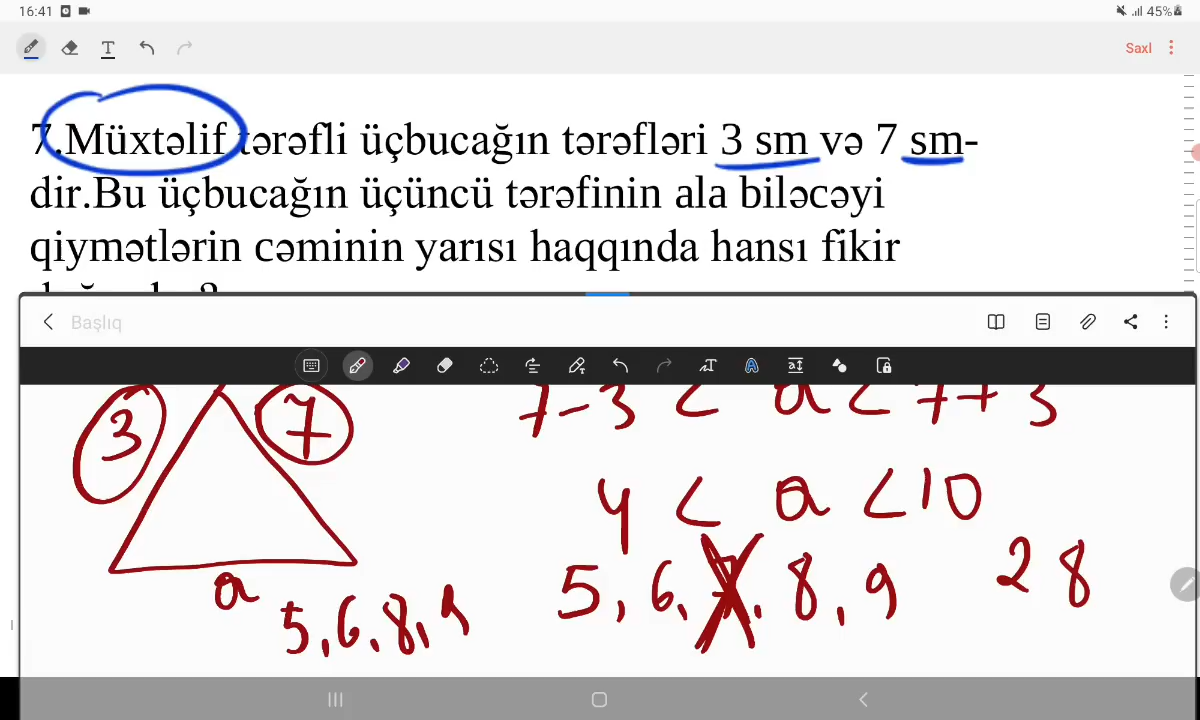 16:41
45%
Saxl
7.Müxtəlif tərəfli üçbucağın tərəfləri 3 sm və 7 sm-
dir.Bu üçbucağın üçüncü tərəfinin ala biləcəyi
qiymətlərin cəminin yarısı haqqında hansı fikir
Başlıq
3 7
7-3 < a < 7+3
4 < a < 10
5, 6, 7, 8, 9 28
a
5, 6, 8, 9